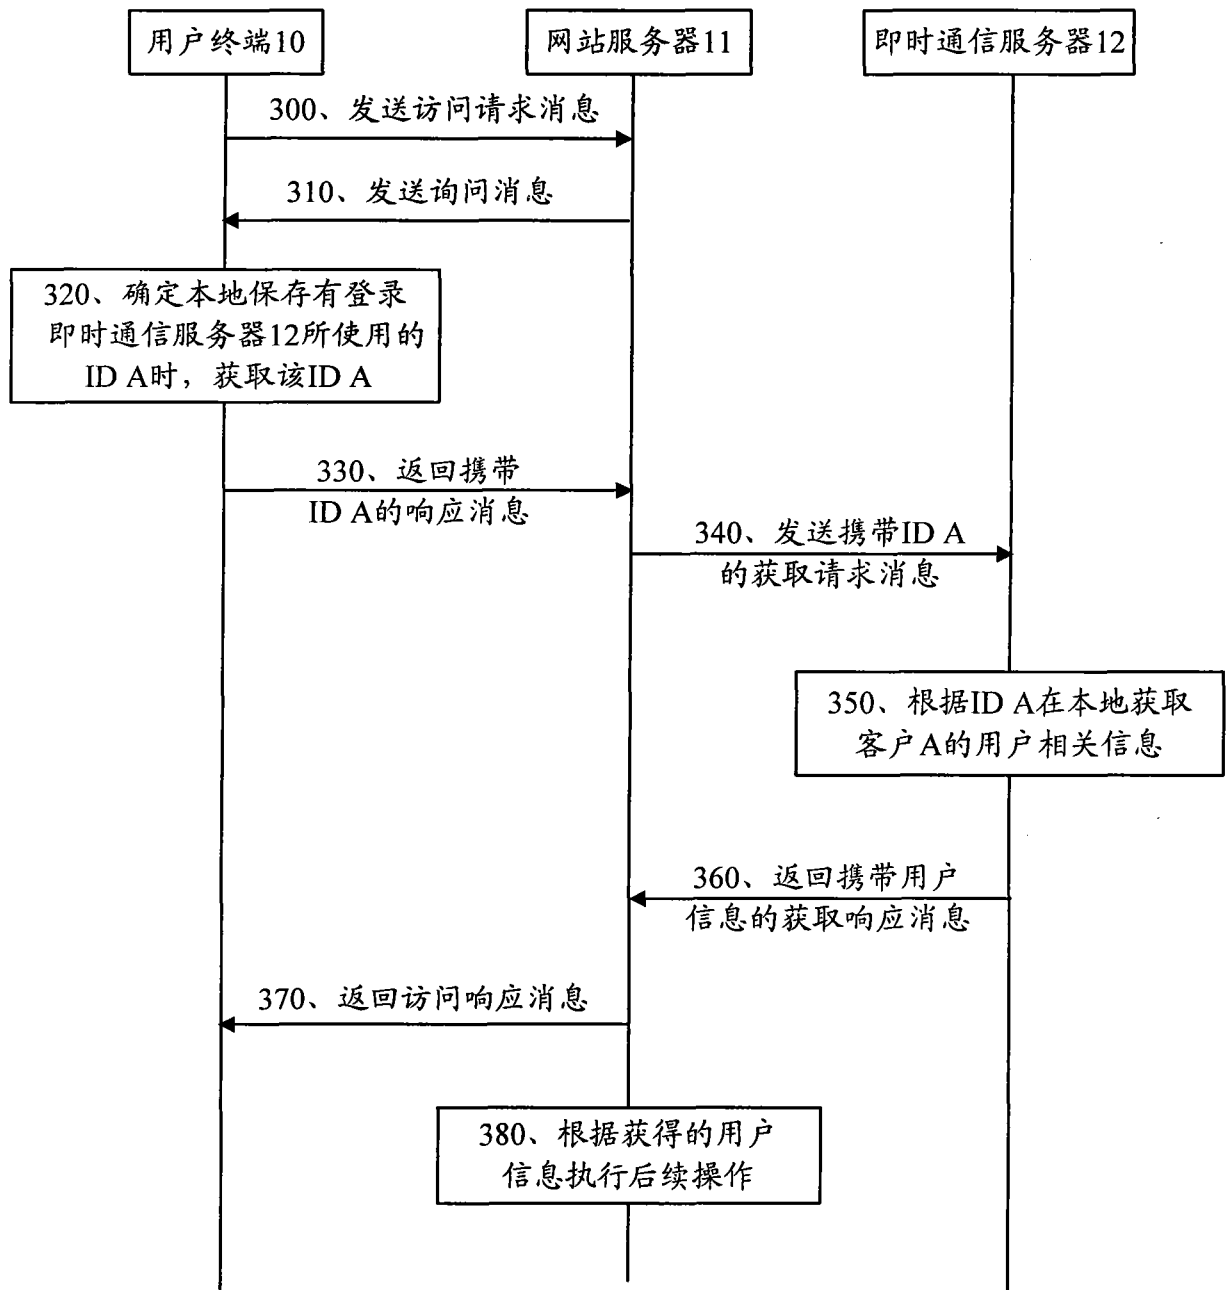 用户终端10
网站服务器11
即时通信服务器12
300、发送访问请求消息
310、发送询问消息
320、确定本地保存有登录
即时通信服务器12所使用的
ID A时，获取该ID A
330、返回携带
ID A的响应消息
340、发送携带ID A
的获取请求消息
350、根据ID A在本地获取
客户A的用户相关信息
360、返回携带用户
信息的获取响应消息
370、返回访问响应消息
380、根据获得的用户
信息执行后续操作